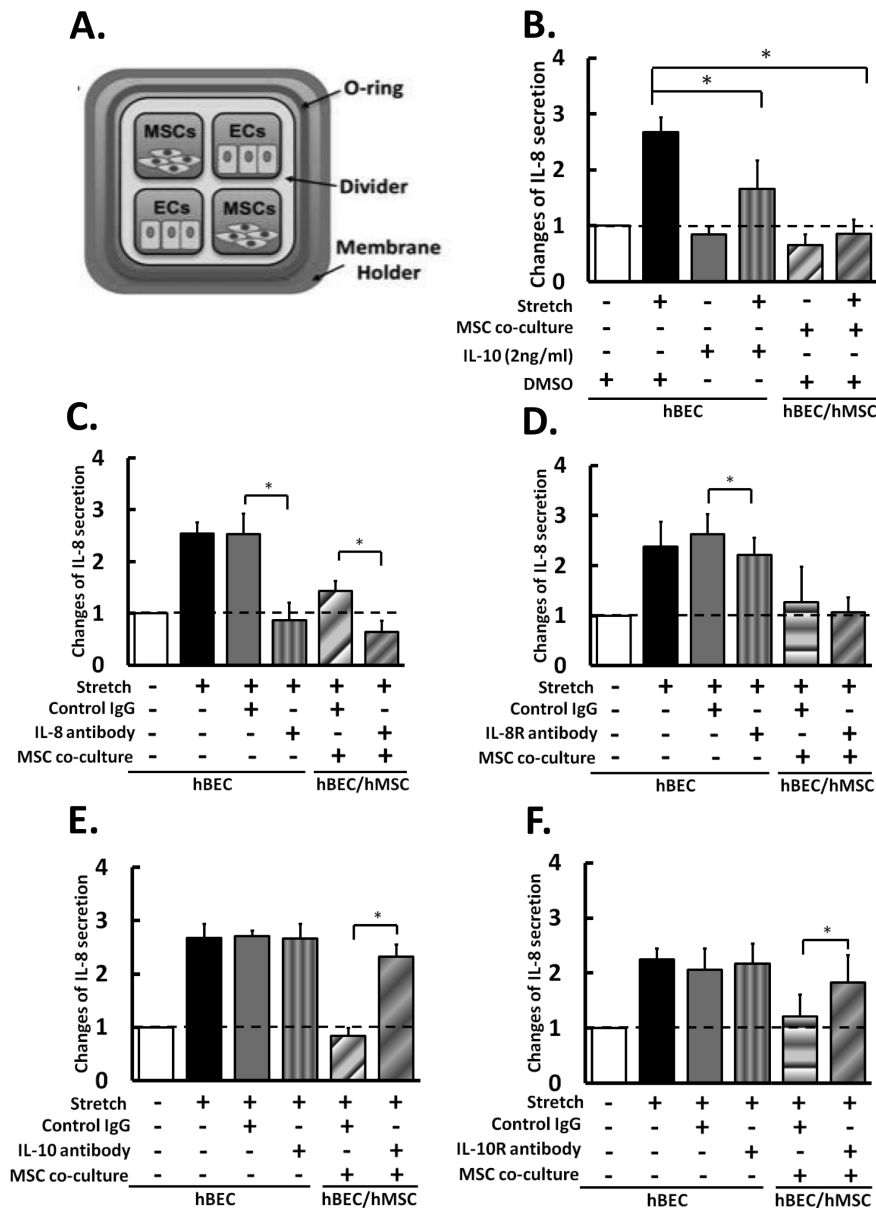 A.
O-ring
MSCs ECs
Divider
ECs MSCs
Membrane
Holder
B.
*
*
Changes of IL-8 secretion
4
3
2
1
0
Stretch - + - + - +
MSC co-culture - - - - + +
IL-10 (2ng/ml) - - + + - -
DMSO + + - - + +
hBEC hBEC/hMSC
C.
*
*
Changes of IL-8 secretion
4
3
2
1
0
Stretch - + + + + +
Control IgG - - + - + -
IL-8 antibody - - - + - +
MSC co-culture - - - - + +
hBEC hBEC/hMSC
D.
*
Changes of IL-8 secretion
4
3
2
1
0
Stretch - + + + + +
Control IgG - - + - + -
IL-8R antibody - - - + - +
MSC co-culture - - - - + +
hBEC hBEC/hMSC
E.
*
Changes of IL-8 secretion
4
3
2
1
0
Stretch - + + + + +
Control IgG - - + - + -
IL-10 antibody - - - + - +
MSC co-culture - - - - + +
hBEC hBEC/hMSC
F.
*
Changes of IL-8 secretion
4
3
2
1
0
Stretch - + + + + +
Control IgG - - + - + -
IL-10R antibody - - - + - +
MSC co-culture - - - - + +
hBEC hBEC/hMSC